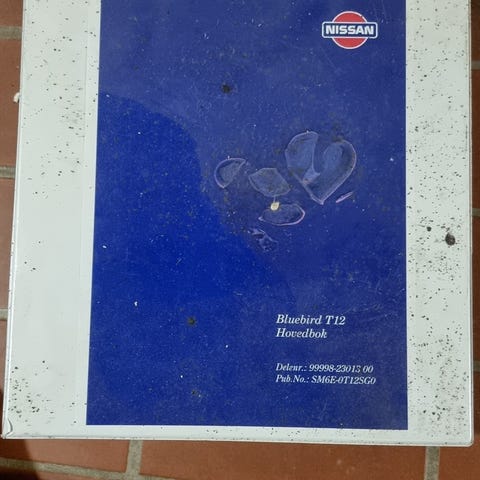 NISSAN
Bluebird T12
Hovedbok
Delenr.: 99998-23013 00
Pub.No.: SM6E-0T12SG0